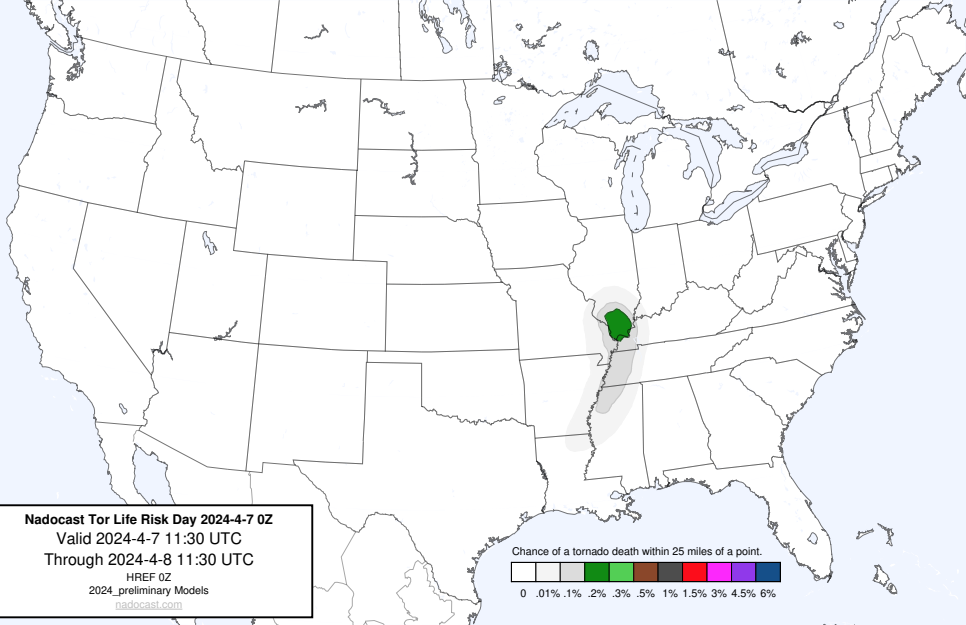 Nadocast Tor Life Risk Day 2024-4-7 0Z
Valid 2024-4-7 11:30 UTC
Through 2024-4-8 11:30 UTC
HREF 0Z
2024_preliminary Models
nadocast.com
Chance of a tornado death within 25 miles of a point.
0 .01% .1% .2% .3% .5% 1% 1.5% 3% 4.5% 6%